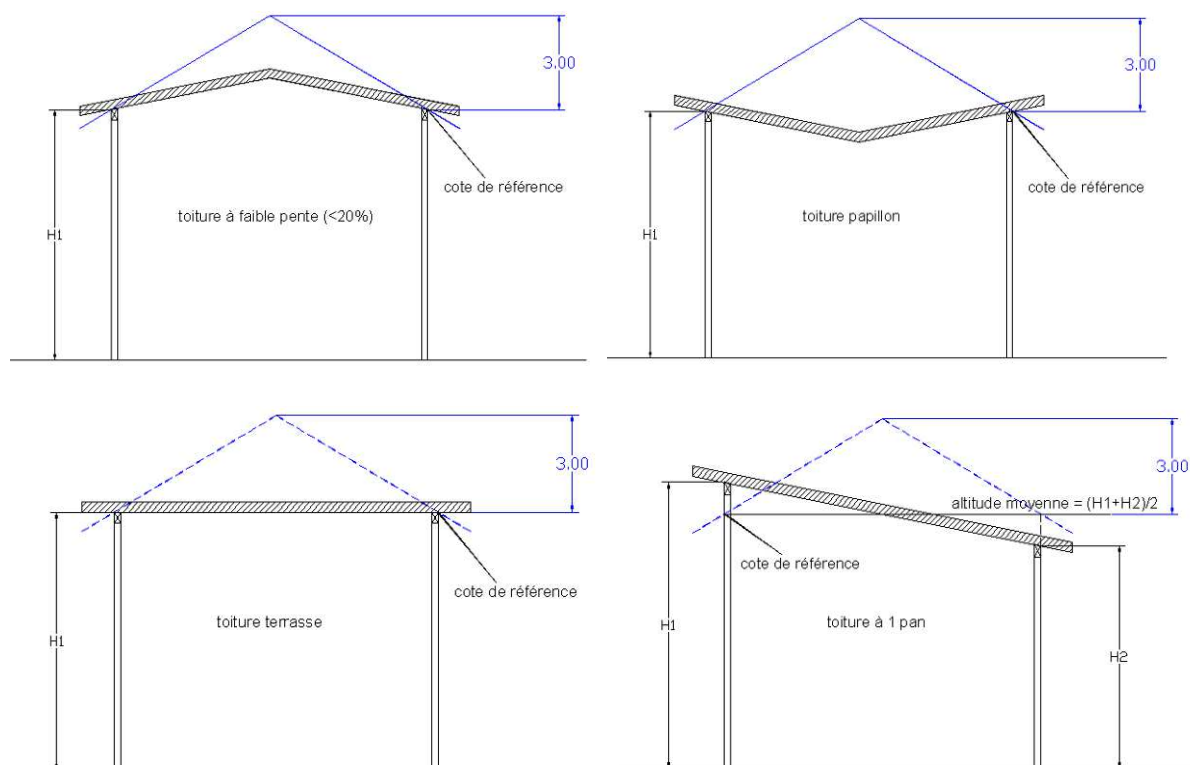 3.00
cote de référence
toiture à faible pente (<20%)
H1
3.00
cote de référence
toiture papillon
H1
3.00
cote de référence
toiture terrasse
H1
3.00
altitude moyenne = (H1+H2)/2
cote de référence
toiture à 1 pan
H1
H2